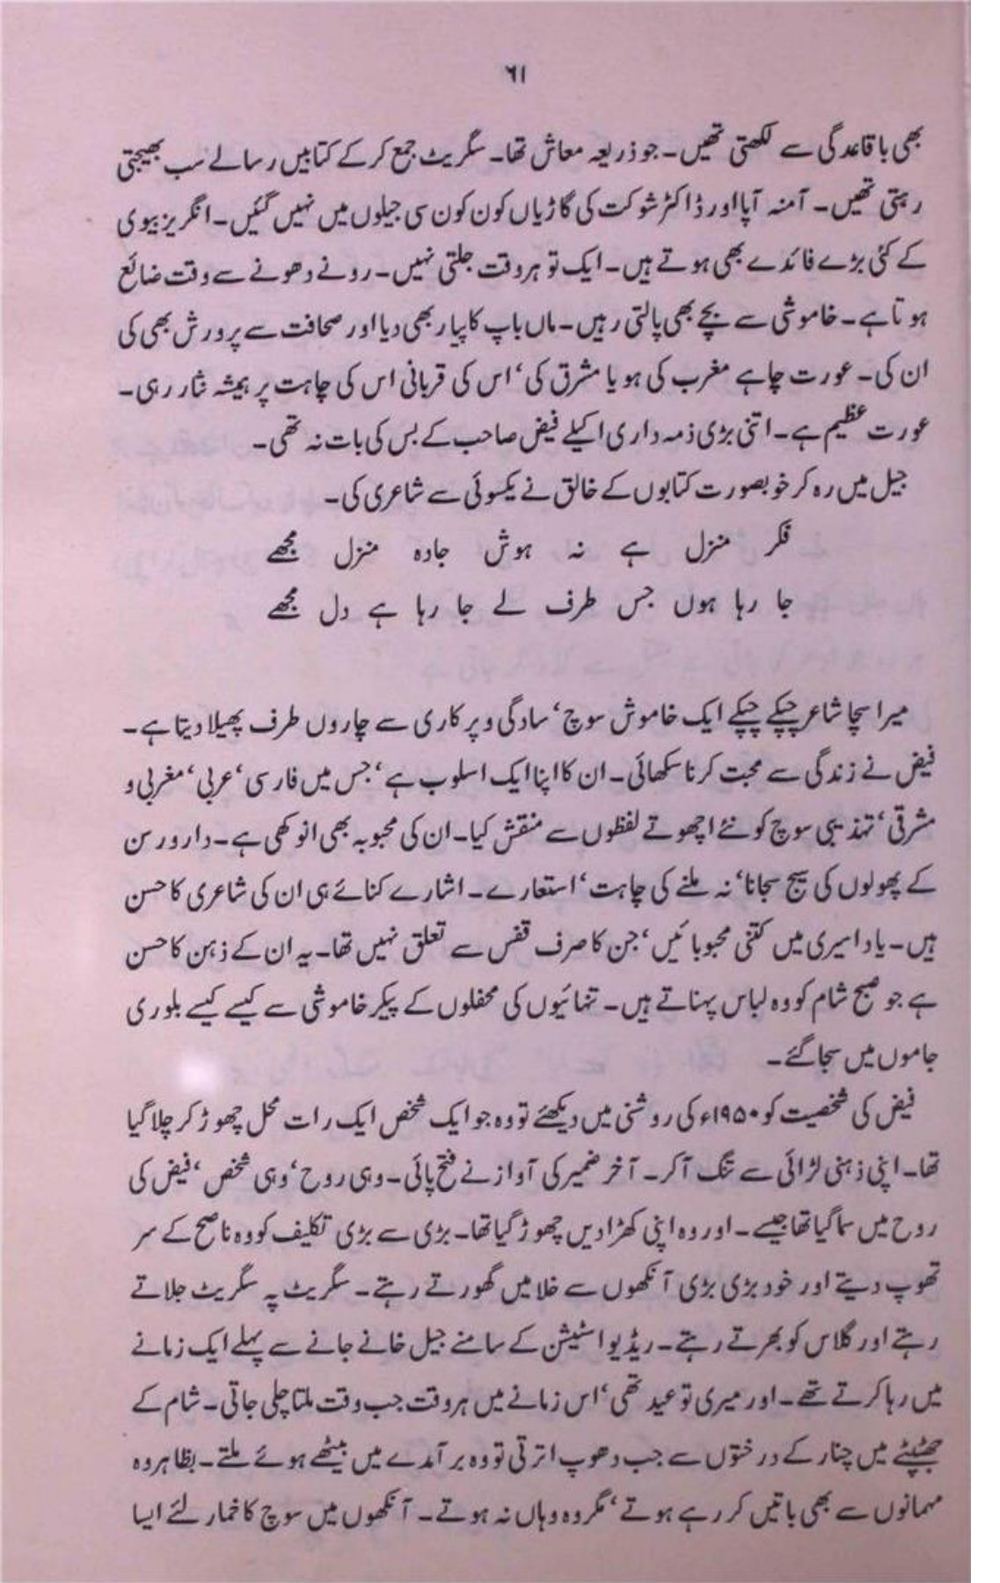 ۶۱
بھی باقاعدگی سے لکھتی تھیں۔ جو ذریعہ معاش تھا۔ سگریٹ جمع کر کے کتابیں رسالے سب بھیجتی
رہتی تھیں۔ آمنہ آپا اور ڈاکٹر شوکت کی گاڑیاں کون کون سی جیلوں میں نہیں گئیں۔ انگریز بیوی
کے کئی بڑے فائدے بھی ہوتے ہیں۔ ایک تو ہر وقت جلتی نہیں۔ رونے دھونے سے وقت ضائع
ہوتا ہے۔ خاموشی سے بچے بھی پالتی رہیں۔ ماں باپ کا پیار بھی دیا اور صحافت سے پرورش بھی کی
ان کی۔ عورت چاہے مغرب کی ہو یا مشرق کی، اس کی قربانی اس کی چاہت پر ہمیشہ نثار رہی۔
عورت عظیم ہے۔ اتنی بڑی ذمہ داری اکیلے فیض صاحب کے بس کی بات نہ تھی۔
جیل میں رہ کر خوبصورت کتابوں کے خالق نے یکسوئی سے شاعری کی۔
فکر منزل ہے نہ ہوش جادہ منزل مجھے
جا رہا ہوں جس طرف لے جا رہا ہے دل مجھے
میرا سچا شاعر چپکے چپکے ایک خاموش سوچ، سادگی و پرکاری سے چاروں طرف پھیلا دیتا ہے۔
فیض نے زندگی سے محبت کرنا سکھائی۔ ان کا اپنا ایک اسلوب ہے، جس میں فارسی، عربی، مغربی و
مشرقی، تہذیبی سوچ کو نئے اچھوتے لفظوں سے منقش کیا۔ ان کی محبوبہ بھی انوکھی ہے۔ دار و رسن
کے پھولوں کی سیج سجانا، نہ ملنے کی چاہت، استعارے۔ اشارے کنائے ہی ان کی شاعری کا حسن
ہیں۔ یاد اسیری میں کتنی محبوبائیں، جن کا صرف قفس سے تعلق نہیں تھا۔ یہ ان کے ذہن کا حسن
ہے جو صبح شام کو وہ لباس پہناتے ہیں۔ تنہائیوں کی محفلوں کے پیکر خاموشی سے کیسے کیسے بلوری
جاموں میں سجا گئے۔
فیض کی شخصیت کو ۱۹۵۰ء کی روشنی میں دیکھئے تو وہ جو ایک شخص ایک رات محل چھوڑ کر چلا گیا
تھا۔ اپنی ذہنی لڑائی سے تنگ آکر۔ آخر ضمیر کی آواز نے فتح پائی۔ وہی روح، وہی شخص، فیض کی
روح میں سما گیا تھا جیسے۔ اور وہ اپنی کھڑاویں چھوڑ گیا تھا۔ بڑی سے بڑی تکلیف کو وہ ناصح کے سر
تھوپ دیتے اور خود بڑی بڑی آنکھوں سے خلا میں گھورتے رہتے۔ سگریٹ پہ سگریٹ جلاتے
رہتے اور گلاس کو بھرتے رہتے۔ ریڈیو اسٹیشن کے سامنے جیل خانے جانے سے پہلے ایک زمانے
میں رہا کرتے تھے۔ اور میری تو عید تھی، اس زمانے میں ہر وقت جب وقت ملتا چلی جاتی۔ شام کے
جھٹپٹے میں چنار کے درختوں سے جب دھوپ اترتی تو وہ برآمدے میں بیٹھے ہوئے ملتے۔ بظاہر وہ
مہمانوں سے بھی باتیں کر رہے ہوتے، مگر وہ وہاں نہ ہوتے۔ آنکھوں میں سوچ کا خمار لئے ایسا